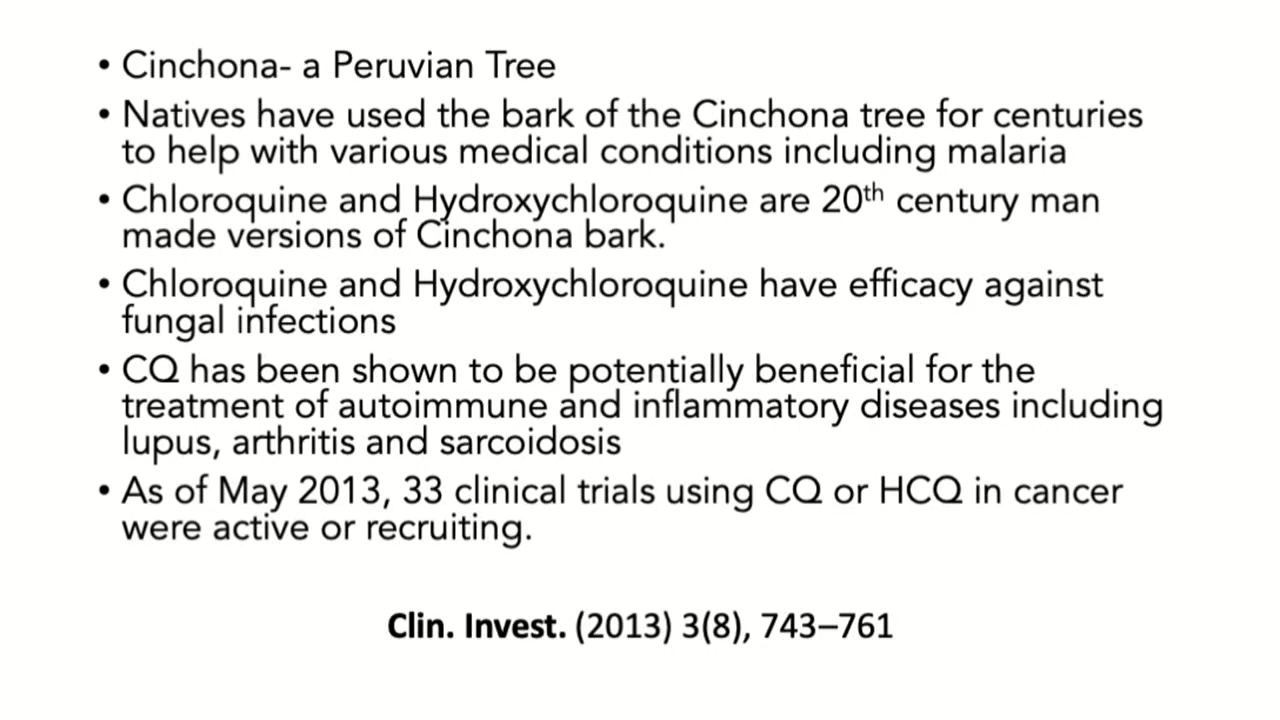 • Cinchona- a Peruvian Tree
• Natives have used the bark of the Cinchona tree for centuries
to help with various medical conditions including malaria
• Chloroquine and Hydroxychloroquine are 20th century man
made versions of Cinchona bark.
• Chloroquine and Hydroxychloroquine have efficacy against
fungal infections
• CQ has been shown to be potentially beneficial for the
treatment of autoimmune and inflammatory diseases including
lupus, arthritis and sarcoidosis
• As of May 2013, 33 clinical trials using CQ or HCQ in cancer
were active or recruiting.
Clin. Invest. (2013) 3(8), 743–761